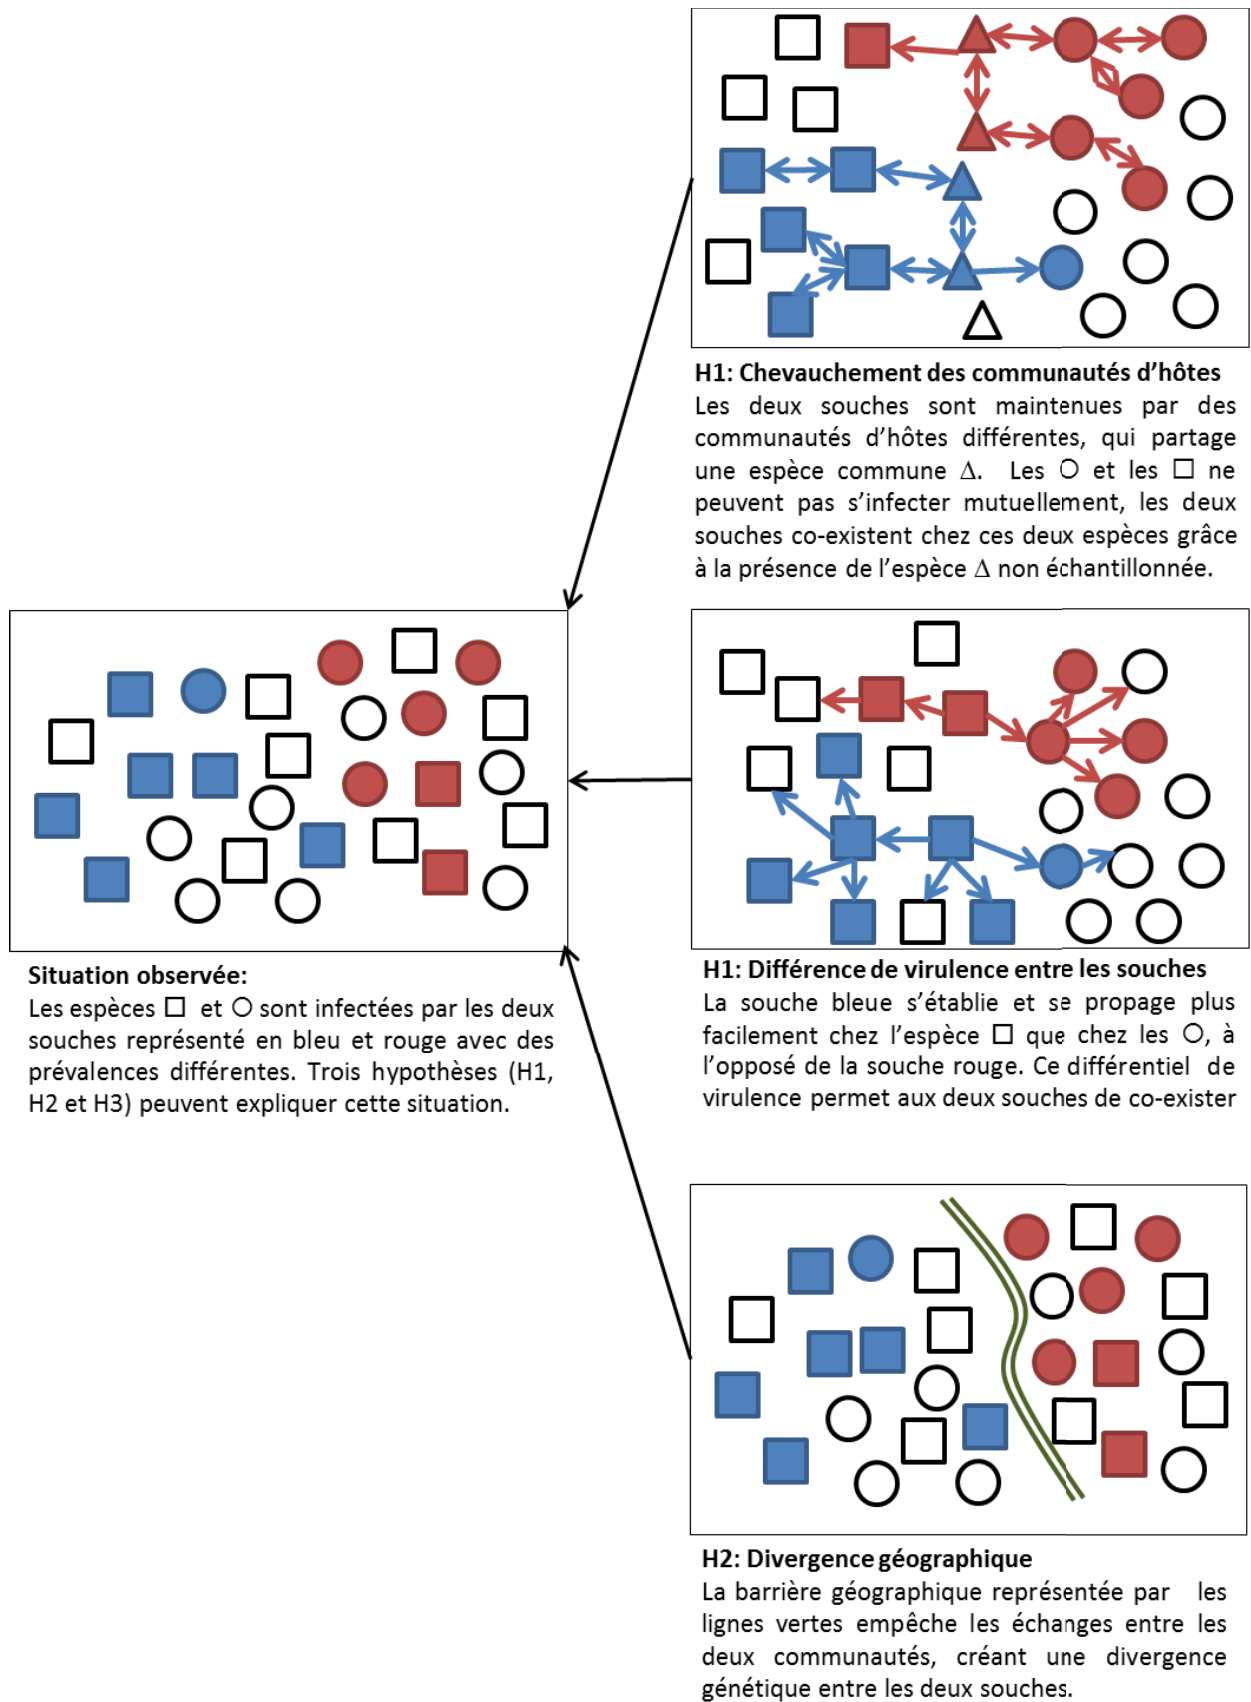 H1: Chevauchement des communautés d'hôtes
Les deux souches sont maintenues par des
communautés d'hôtes différentes, qui partage
une espèce commune Δ. Les ○ et les □ ne
peuvent pas s'infecter mutuellement, les deux
souches co-existent chez ces deux espèces grâce
à la présence de l'espèce Δ non échantillonnée.
Situation observée:
Les espèces □ et ○ sont infectées par les deux
souches représenté en bleu et rouge avec des
prévalences différentes. Trois hypothèses (H1,
H2 et H3) peuvent expliquer cette situation.
H1: Différence de virulence entre les souches
La souche bleue s'établie et se propage plus
facilement chez l'espèce □ que chez les ○, à
l'opposé de la souche rouge. Ce différentiel de
virulence permet aux deux souches de co-exister
H2: Divergence géographique
La barrière géographique représentée par les
lignes vertes empêche les échanges entre les
deux communautés, créant une divergence
génétique entre les deux souches.